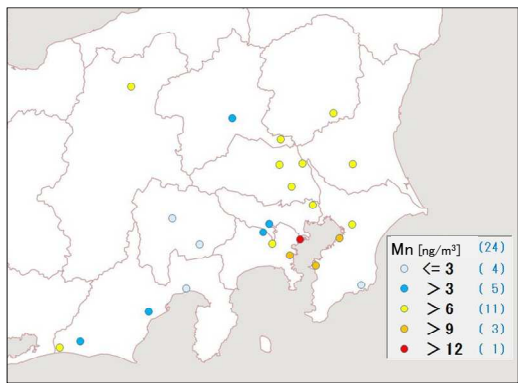 Mn [ng/m³] (24)
<= 3 ( 4)
> 3 ( 5)
> 6 (11)
> 9 ( 3)
> 12 ( 1)